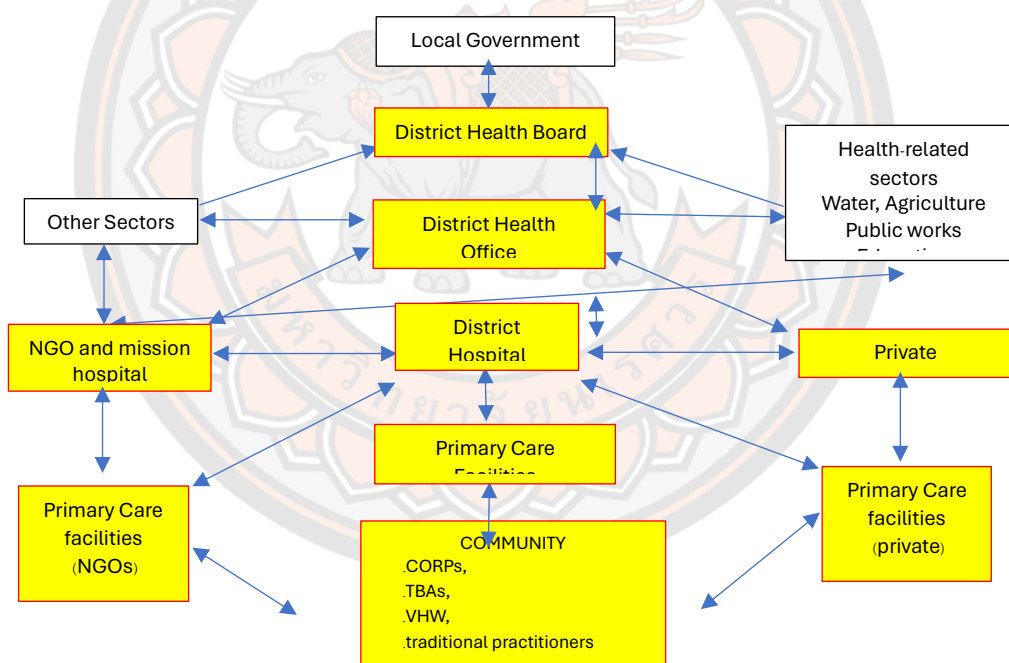 Local Government
District Health Board
Health-related
sectors
Water, Agriculture
Public works
Other Sectors
District Health
Office
NGO and mission
hospital
District
Hospital
Private
Primary Care
Facilities
Primary Care
facilities
(NGOs)
Primary Care
facilities
(private)
COMMUNITY
.CORPs,
.TBAs,
.VHW,
.traditional practitioners